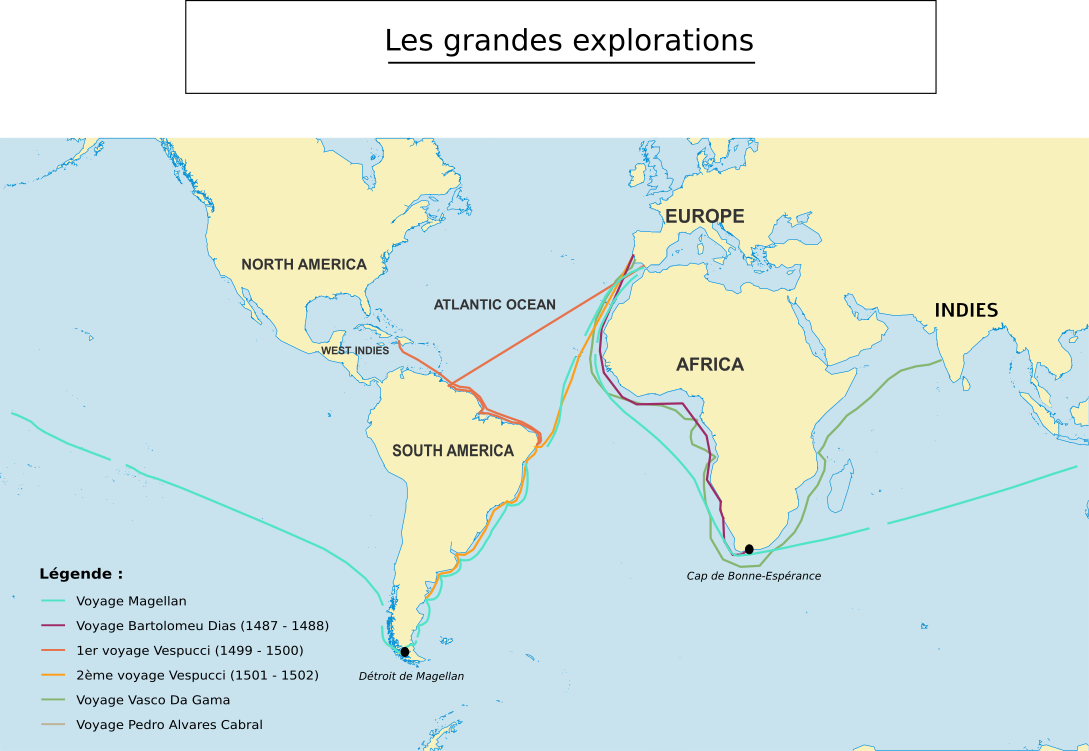 Les grandes explorations
EUROPE
NORTH AMERICA
ATLANTIC OCEAN
INDIES
WEST INDIES
AFRICA
SOUTH AMERICA
Cap de Bonne-Espérance
Détroit de Magellan
Légende :
Voyage Magellan
Voyage Bartolomeu Dias (1487 - 1488)
1er voyage Vespucci (1499 - 1500)
2ème voyage Vespucci (1501 - 1502)
Voyage Vasco Da Gama
Voyage Pedro Alvares Cabral